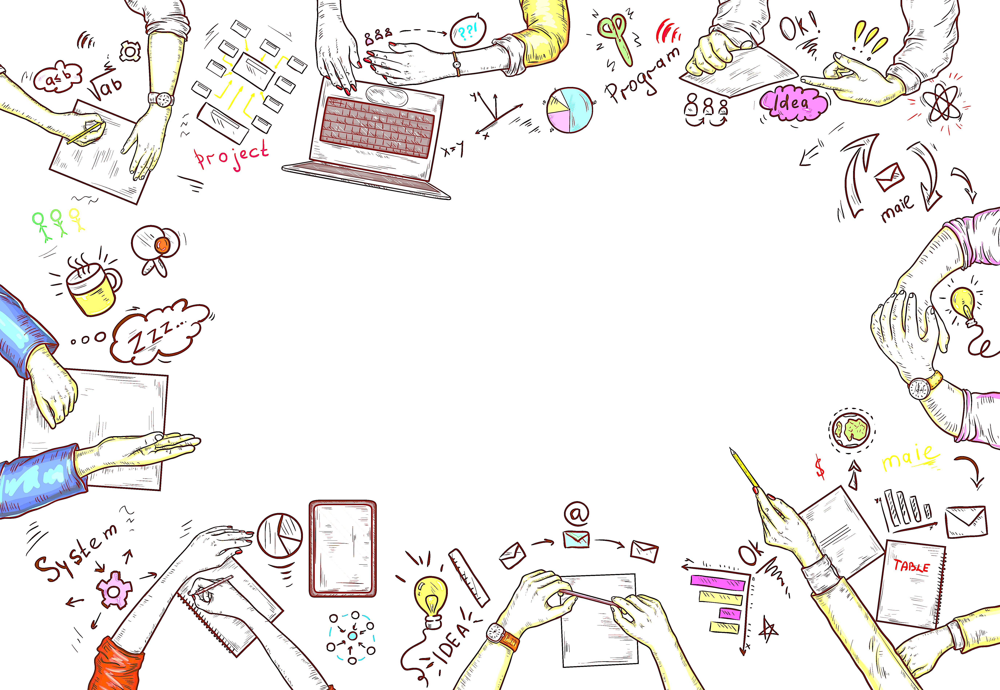 ??!
OK!
Program
a≤b
√ab
Idea
y
x
x=y
project
maie
Zzz...
maie
$
@
y
x
System
Ok
TABLE
y
IDEA
x